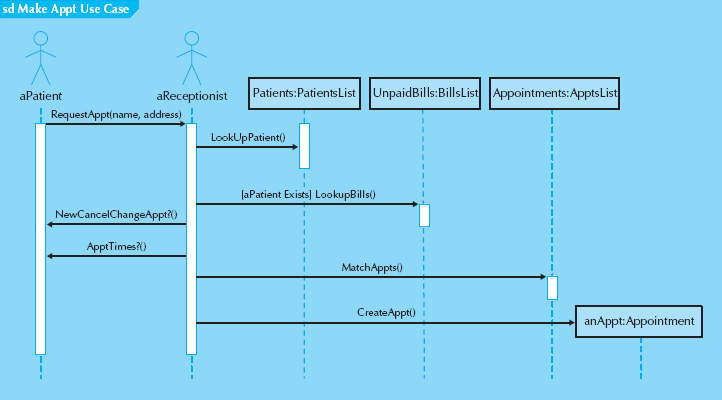 sd Make Appt Use Case
aPatient
aReceptionist
Patients:PatientsList
UnpaidBills:BillsList
Appointments:ApptsList
RequestAppt(name, address)
LookUpPatient()
[aPatient Exists] LookupBills()
NewCancelChangeAppt?()
ApptTimes?()
MatchAppts()
CreateAppt()
anAppt:Appointment